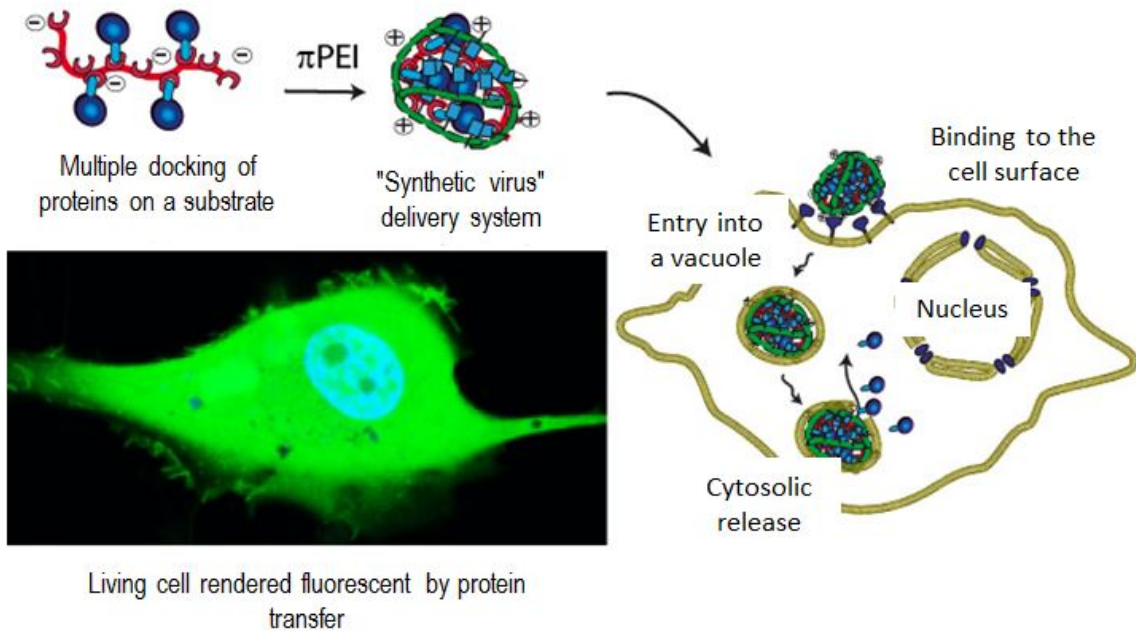 πPEI
Multiple docking of
proteins on a substrate
"Synthetic virus"
delivery system
Binding to the
cell surface
Entry into
a vacuole
Nucleus
Cytosolic
release
Living cell rendered fluorescent by protein
transfer